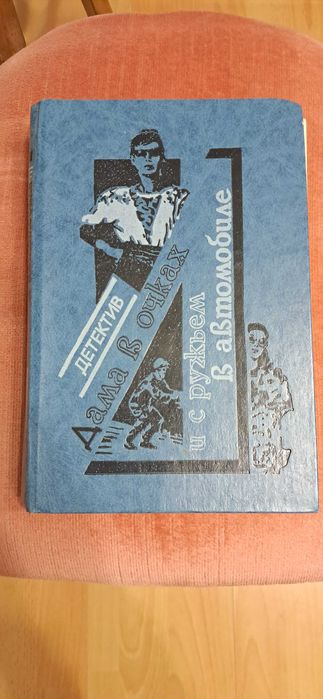 ДЕТЕКТИВ
Дама в очках
и с ружьем
в автомобиле